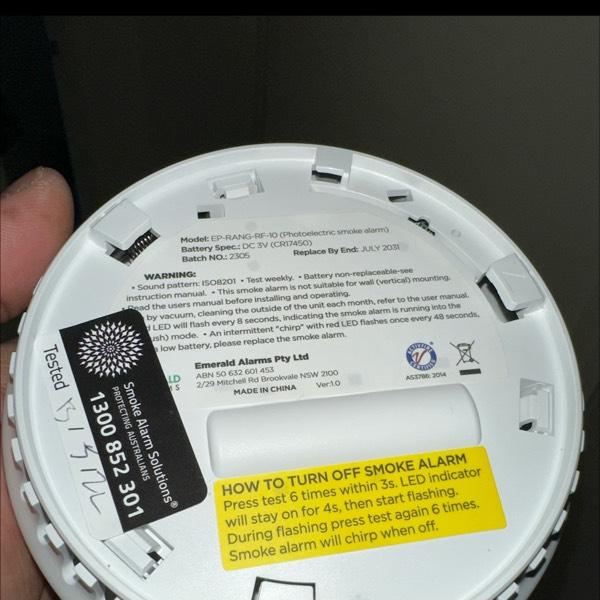 Model: EP-RANG-RF-10 (Photoelectric smoke alarm)
Battery Spec.: DC 3V (CR17450)
Batch NO.: 2305 Replace By End: JULY 2031
WARNING:
• Sound pattern: ISO8201 • Test weekly. • Battery non-replaceable-see
instruction manual. • This smoke alarm is not suitable for wall (vertical) mounting.
• Read the users manual before installing and operating.
by vacuum, cleaning the outside of the unit each month, refer to the user manual.
LED will flash every 8 seconds, indicating the smoke alarm is running into the
mode. • An intermittent "chirp" with red LED flashes once every 48 seconds,
low battery, please replace the smoke alarm.
Emerald Alarms Pty Ltd
ABN 50 632 601 453
2/29 Mitchell Rd Brookvale NSW 2100
MADE IN CHINA Ver:1.0
AS3786: 2014
Smoke Alarm Solutions®
PROTECTING AUSTRALIANS
1300 852 301
Tested
HOW TO TURN OFF SMOKE ALARM
Press test 6 times within 3s. LED indicator
will stay on for 4s, then start flashing.
During flashing press test again 6 times.
Smoke alarm will chirp when off.